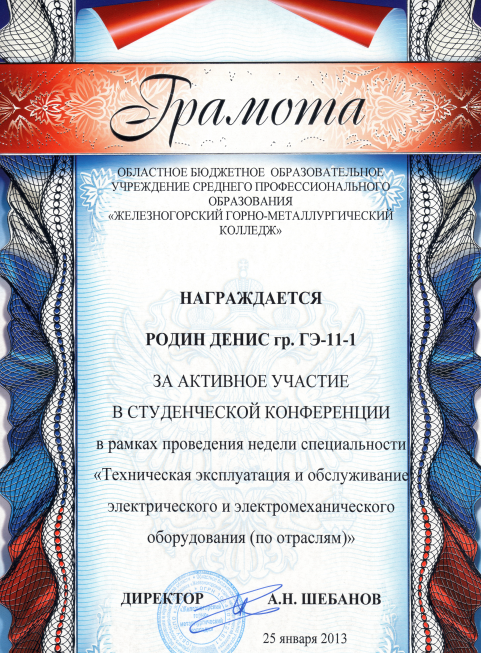 Грамота
ОБЛАСТНОЕ БЮДЖЕТНОЕ ОБРАЗОВАТЕЛЬНОЕ
УЧРЕЖДЕНИЕ СРЕДНЕГО ПРОФЕССИОНАЛЬНОГО
ОБРАЗОВАНИЯ
«ЖЕЛЕЗНОГОРСКИЙ ГОРНО-МЕТАЛЛУРГИЧЕСКИЙ
КОЛЛЕДЖ»
НАГРАЖДАЕТСЯ
РОДИН ДЕНИС гр. ГЭ-11-1
ЗА АКТИВНОЕ УЧАСТИЕ
В СТУДЕНЧЕСКОЙ КОНФЕРЕНЦИИ
в рамках проведения недели специальности
«Техническая эксплуатация и обслуживание
электрического и электромеханического
оборудования (по отраслям)»
ДИРЕКТОР А.Н. ШЕБАНОВ
25 января 2013